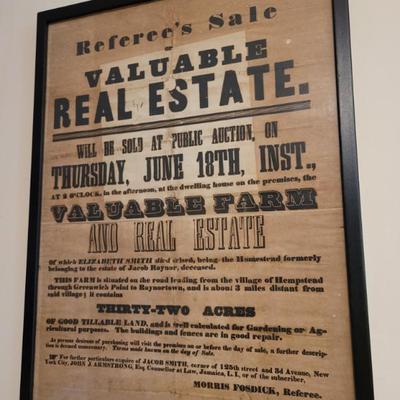 Referee's Sale
OF
VALUABLE
REAL ESTATE.
WILL BE SOLD AT PUBLIC AUCTION, ON
THURSDAY, JUNE 18TH, INST.,
AT 2 O'CLOCK, in the afternoon, at the dwelling house on the premises, the
VALUABLE FARM
AND REAL ESTATE
Of which ELIZABETH SMITH died seised, being the Homestead formerly
belonging to the estate of Jacob Raynor, deceased.
THIS FARM is situated on the road leading from the village of Hempstead
through Greenwich Point to Raynortown, and is about 3 miles distant from
said village; it contains
THIRTY-TWO ACRES
OF GOOD TILLABLE LAND, and is well calculated for Gardening or Ag-
ricultural purposes. The buildings and fences are in good repair.
As persons desirous of purchasing will visit the premises on or before the day of sale, a further descrip-
tion is deemed unnecessary. Terms made known on the day of Sale.
For further particulars enquire of JACOB SMITH, corner of 125th street and 3d Avenue, New
York City, JOHN J. ARMSTRONG, Esq. Counsellor at Law, Jamaica, L. I., or of the subscriber,
MORRIS FOSDICK, Referee.